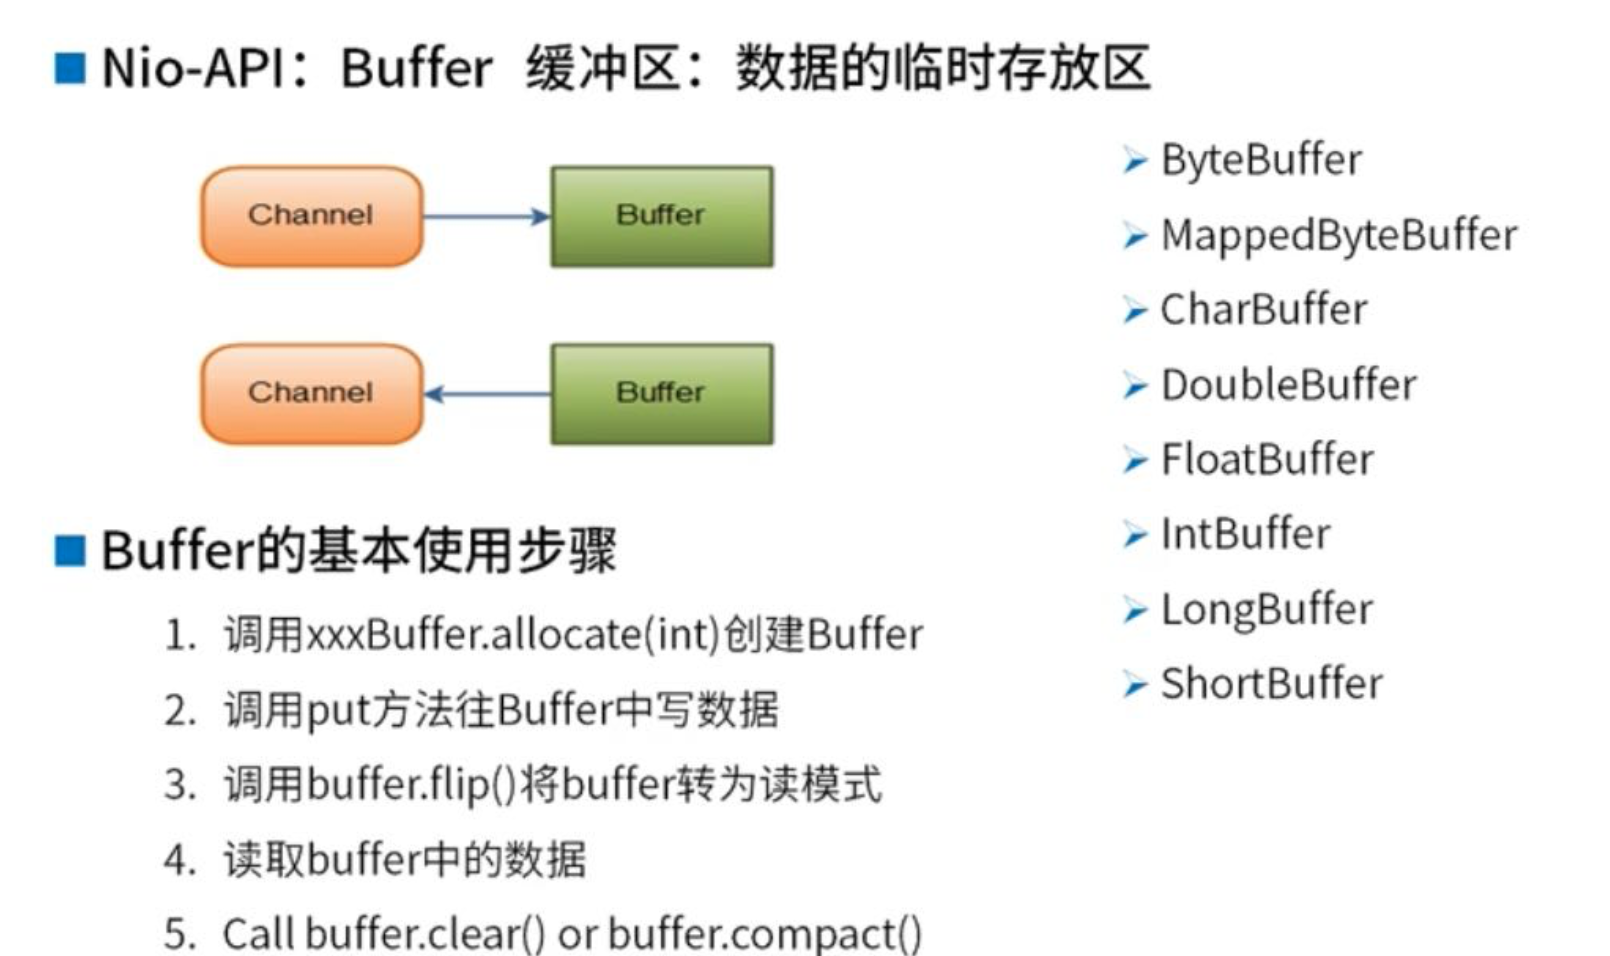 Nio-API：Buffer 缓冲区：数据的临时存放区
Channel
Buffer
Channel
Buffer
ByteBuffer
MappedByteBuffer
CharBuffer
DoubleBuffer
FloatBuffer
IntBuffer
LongBuffer
ShortBuffer
Buffer的基本使用步骤
1. 调用xxxBuffer.allocate(int)创建Buffer
2. 调用put方法往Buffer中写数据
3. 调用buffer.flip()将buffer转为读模式
4. 读取buffer中的数据
5. Call buffer.clear() or buffer.compact()